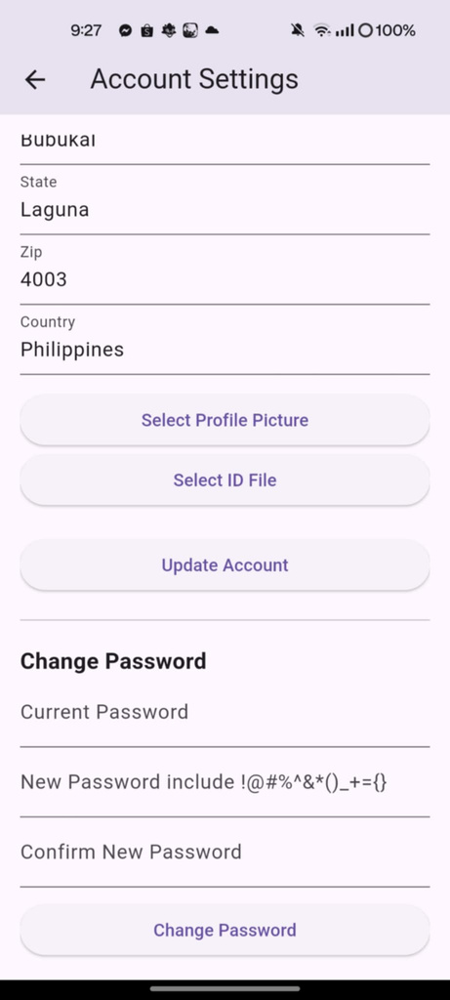 9:27
100%
Account Settings
Bubukal
State
Laguna
Zip
4003
Country
Philippines
Select Profile Picture
Select ID File
Update Account
Change Password
Current Password
New Password include !@#%^&*()_+={}
Confirm New Password
Change Password